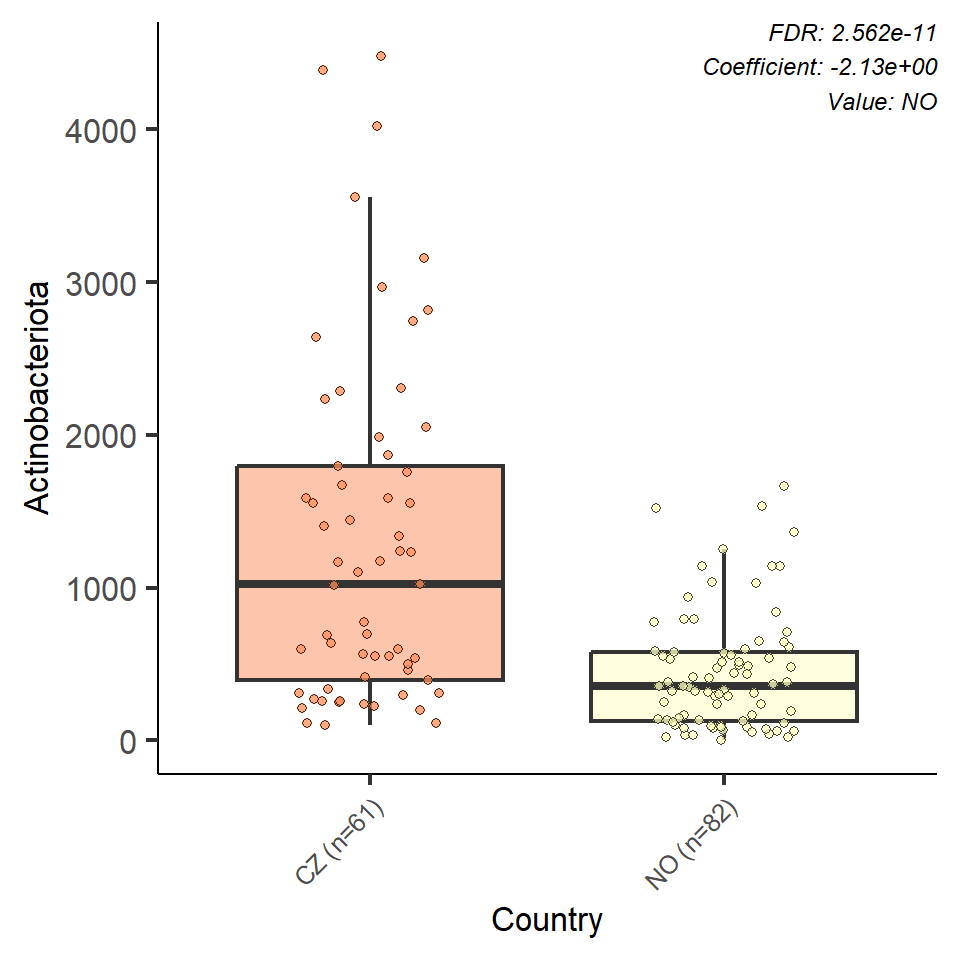 FDR: 2.562e-11
Coefficient: -2.13e+00
Value: NO
Actinobacteriota
4000
3000
2000
1000
0
CZ (n=61)
NO (n=82)
Country